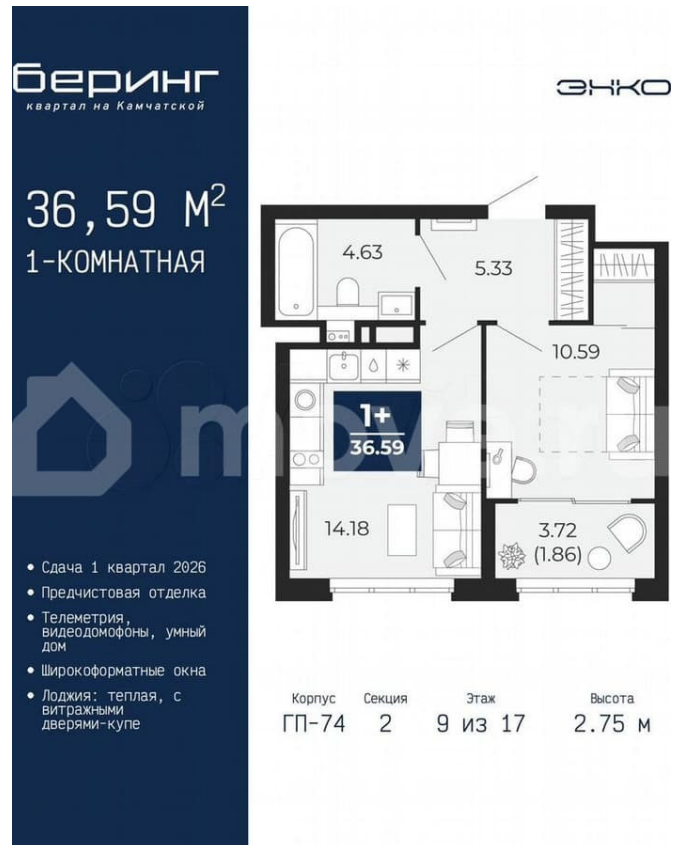 беринг
квартал на Камчатской
ЭНКО
36,59 М²
1-КОМНАТНАЯ
4.63
5.33
10.59
1+
36.59
14.18
3.72
(1.86)
move.ru
• Сдача 1 квартал 2026
• Предчистовая отделка
• Телеметрия,
видеодомофоны, умный
дом
• Широкоформатные окна
• Лоджия: теплая, с
витражными
дверями-купе
Корпус Секция Этаж Высота
ГП-74 2 9 из 17 2.75 м